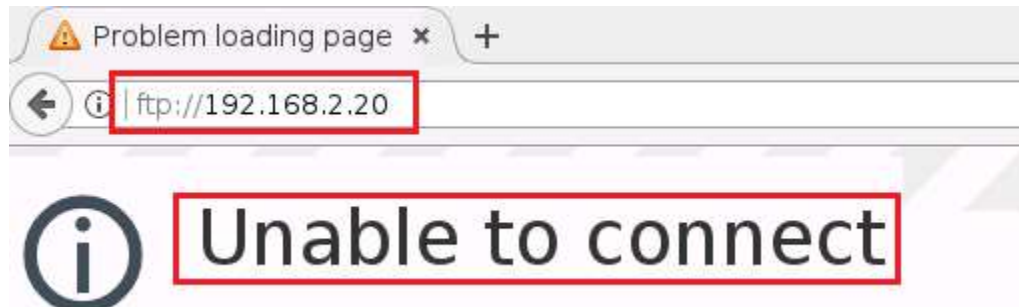 Problem loading page × +
ftp://192.168.2.20
Unable to connect